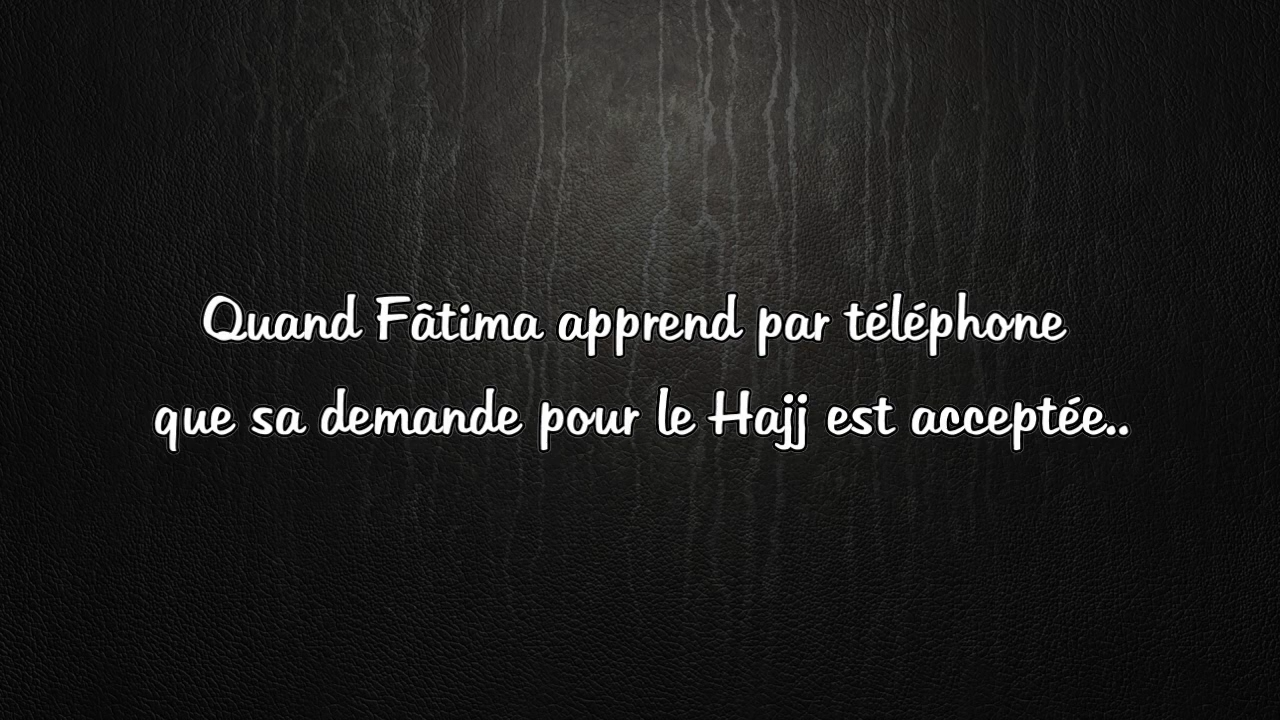 Quand Fâtima apprend par téléphone
que sa demande pour le Hajj est acceptée..